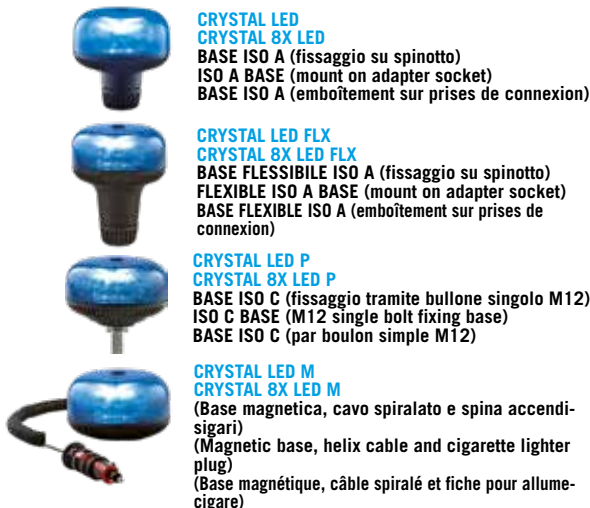 CRYSTAL LED
CRYSTAL 8X LED
BASE ISO A (fissaggio su spinotto)
ISO A BASE (mount on adapter socket)
BASE ISO A (emboîtement sur prises de connexion)
CRYSTAL LED FLX
CRYSTAL 8X LED FLX
BASE FLESSIBILE ISO A (fissaggio su spinotto)
FLEXIBLE ISO A BASE (mount on adapter socket)
BASE FLEXIBLE ISO A (emboîtement sur prises de
connexion)
CRYSTAL LED P
CRYSTAL 8X LED P
BASE ISO C (fissaggio tramite bullone singolo M12)
ISO C BASE (M12 single bolt fixing base)
BASE ISO C (par boulon simple M12)
CRYSTAL LED M
CRYSTAL 8X LED M
(Base magnetica, cavo spiralato e spina accendi-
sigari)
(Magnetic base, helix cable and cigarette lighter
plug)
(Base magnétique, câble spiralé et fiche pour allume-
cigare)